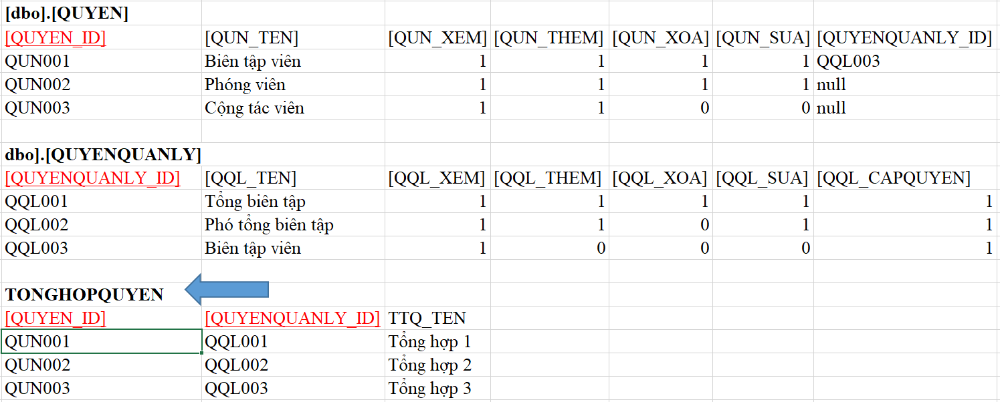 [dbo].[QUYEN]
[QUYEN_ID] [QUN_TEN] [QUN_XEM] [QUN_THEM] [QUN_XOA] [QUN_SUA] [QUYENQUANLY_ID]
QUN001 Biên tập viên 1 1 1 1 QQL003
QUN002 Phóng viên 1 1 1 1 null
QUN003 Cộng tác viên 1 1 0 0 null
dbo].[QUYENQUANLY]
[QUYENQUANLY_ID] [QQL_TEN] [QQL_XEM] [QQL_THEM] [QQL_XOA] [QQL_SUA] [QQL_CAPQUYEN]
QQL001 Tổng biên tập 1 1 1 1 1
QQL002 Phó tổng biên tập 1 1 0 1 1
QQL003 Biên tập viên 1 0 0 0 1
TONGHOPQUYEN
[QUYEN_ID] [QUYENQUANLY_ID] TTQ_TEN
QUN001 QQL001 Tổng hợp 1
QUN002 QQL002 Tổng hợp 2
QUN003 QQL003 Tổng hợp 3